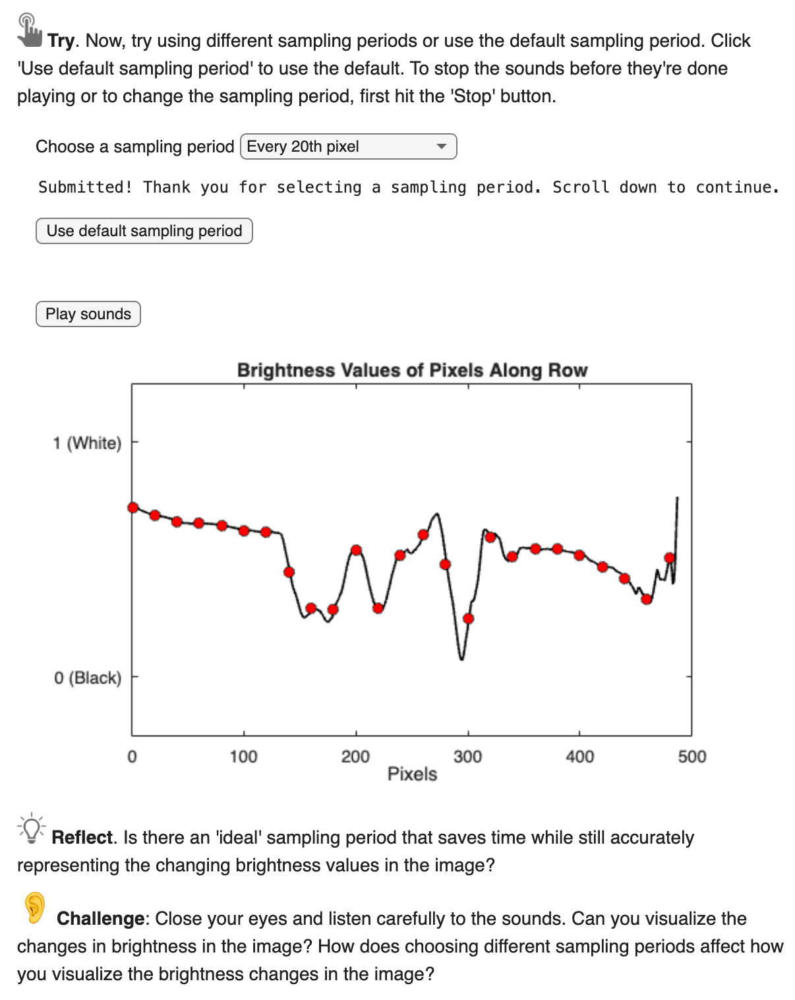 Try. Now, try using different sampling periods or use the default sampling period. Click
'Use default sampling period' to use the default. To stop the sounds before they're done
playing or to change the sampling period, first hit the 'Stop' button.
Choose a sampling period Every 20th pixel
Submitted! Thank you for selecting a sampling period. Scroll down to continue.
Use default sampling period
Play sounds
Brightness Values of Pixels Along Row
1 (White)
0 (Black)
0 100 200 300 400 500
Pixels
Reflect. Is there an 'ideal' sampling period that saves time while still accurately
representing the changing brightness values in the image?
Challenge: Close your eyes and listen carefully to the sounds. Can you visualize the
changes in brightness in the image? How does choosing different sampling periods affect how
you visualize the brightness changes in the image?